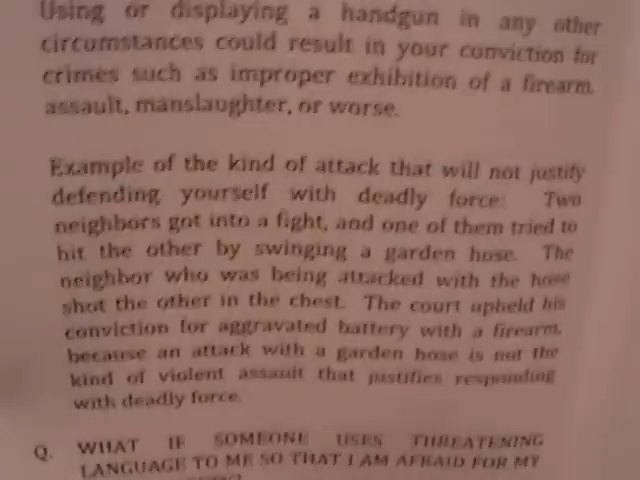 Using or displaying a handgun in any other
circumstances could result in your conviction for
crimes such as improper exhibition of a firearm,
assault, manslaughter, or worse.
Example of the kind of attack that will not justify
defending yourself with deadly force: Two
neighbors got into a fight, and one of them tried to
hit the other by swinging a garden hose. The
neighbor who was being attacked with the hose
shot the other in the chest. The court upheld his
conviction for aggravated battery with a firearm,
because an attack with a garden hose is not the
kind of violent assault that justifies responding
with deadly force.
Q. WHAT IF SOMEONE USES THREATENING
LANGUAGE TO ME SO THAT I AM AFRAID FOR MY